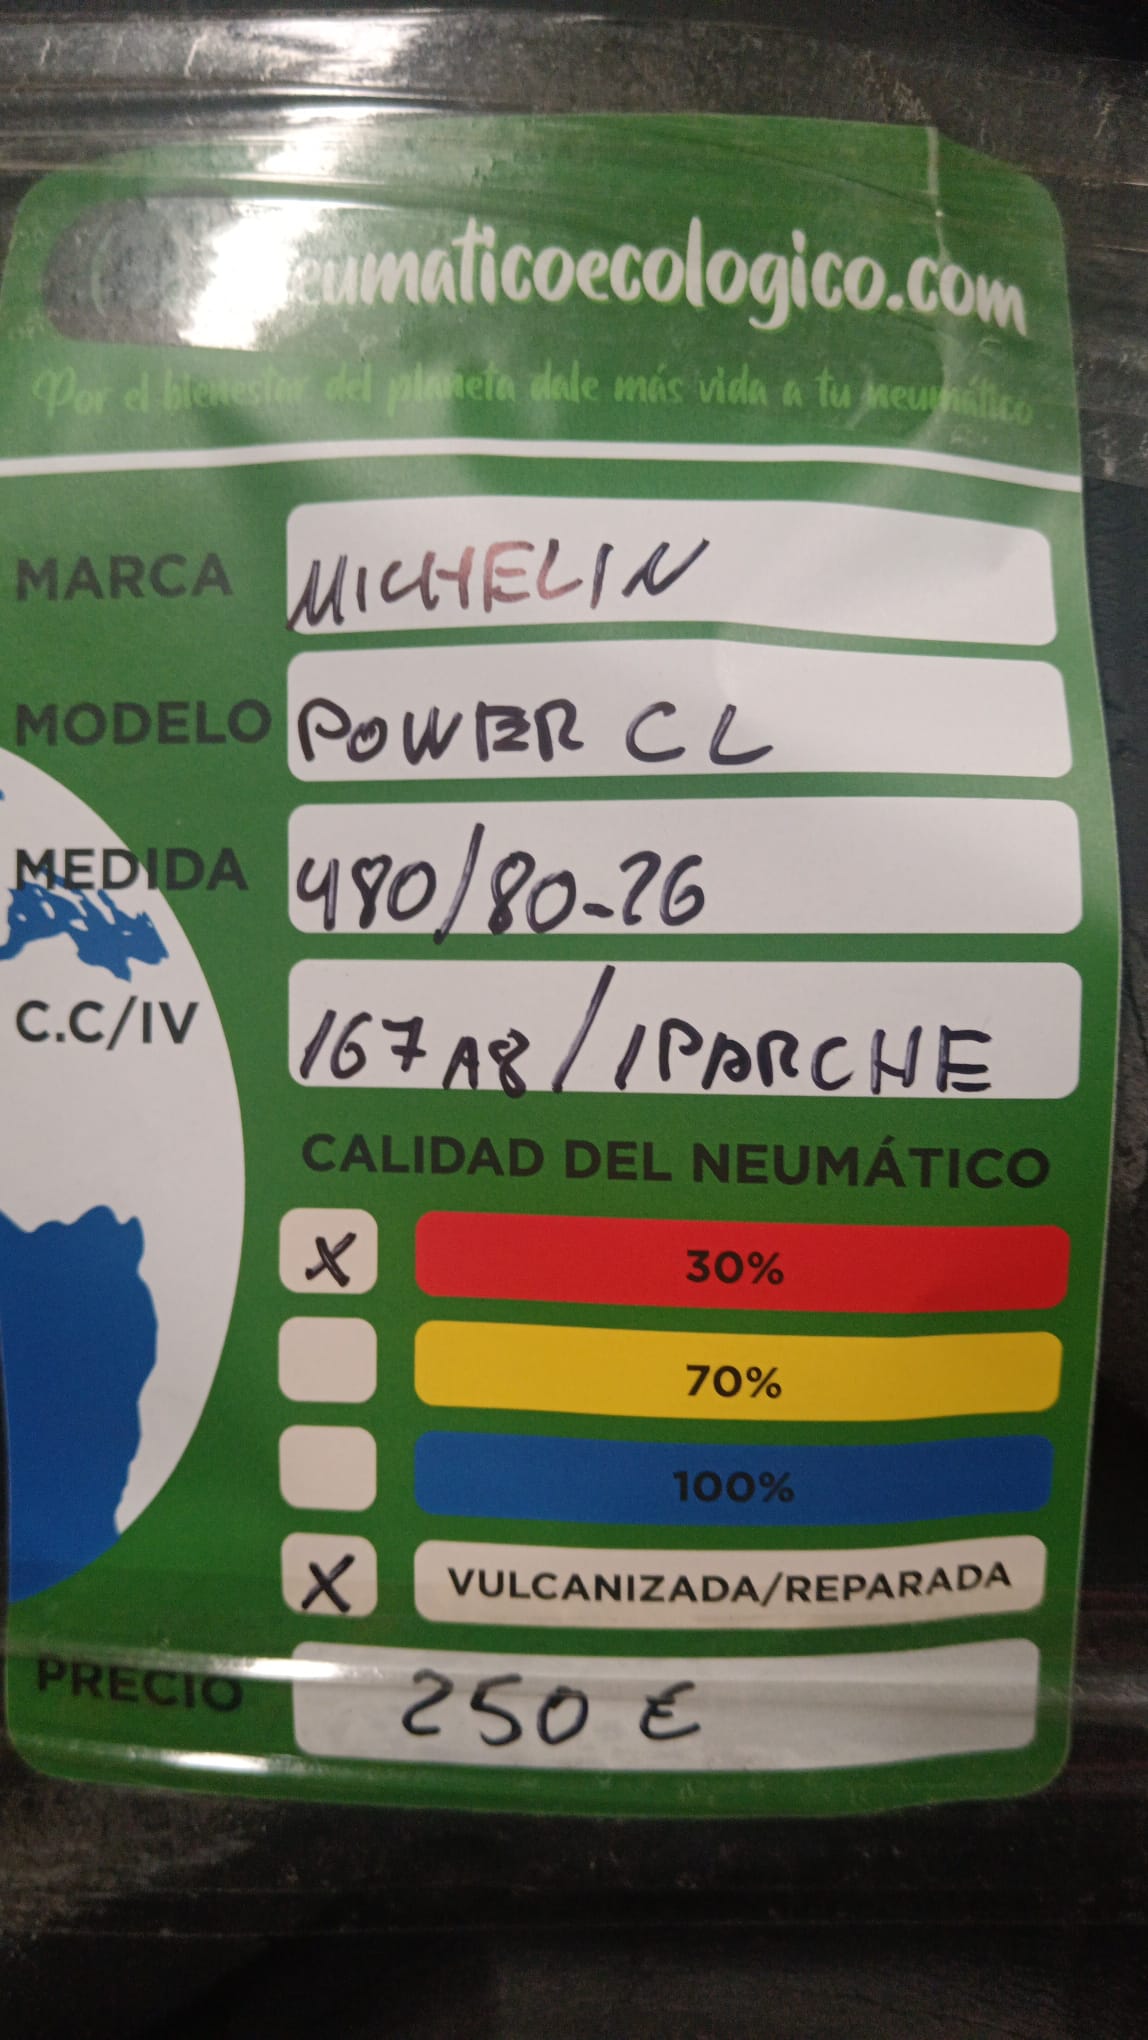 eumaticoecologico.com
Por el bienestar del planeta dale más vida a tu neumático
MARCA MICHELIN
MODELO POWER CL
MEDIDA 480/80-26
C.C/IV 167A8/1PARCHE
CALIDAD DEL NEUMÁTICO
X 30%
70%
100%
X VULCANIZADA/REPARADA
PRECIO 250 €